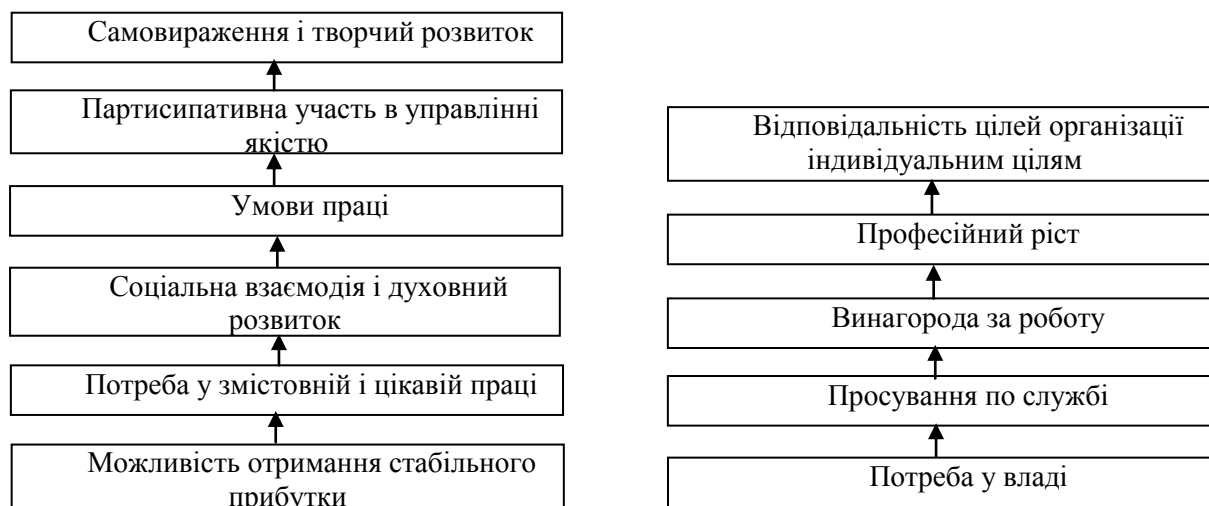 Самовираження і творчий розвиток
Партисипативна участь в управлінні
якістю
Умови праці
Соціальна взаємодія і духовний
розвиток
Потреба у змістовній і цікавій праці
Можливість отримання стабільного
прибутки
Відповідальність цілей організації
індивідуальним цілям
Професійний ріст
Винагорода за роботу
Просування по службі
Потреба у владі